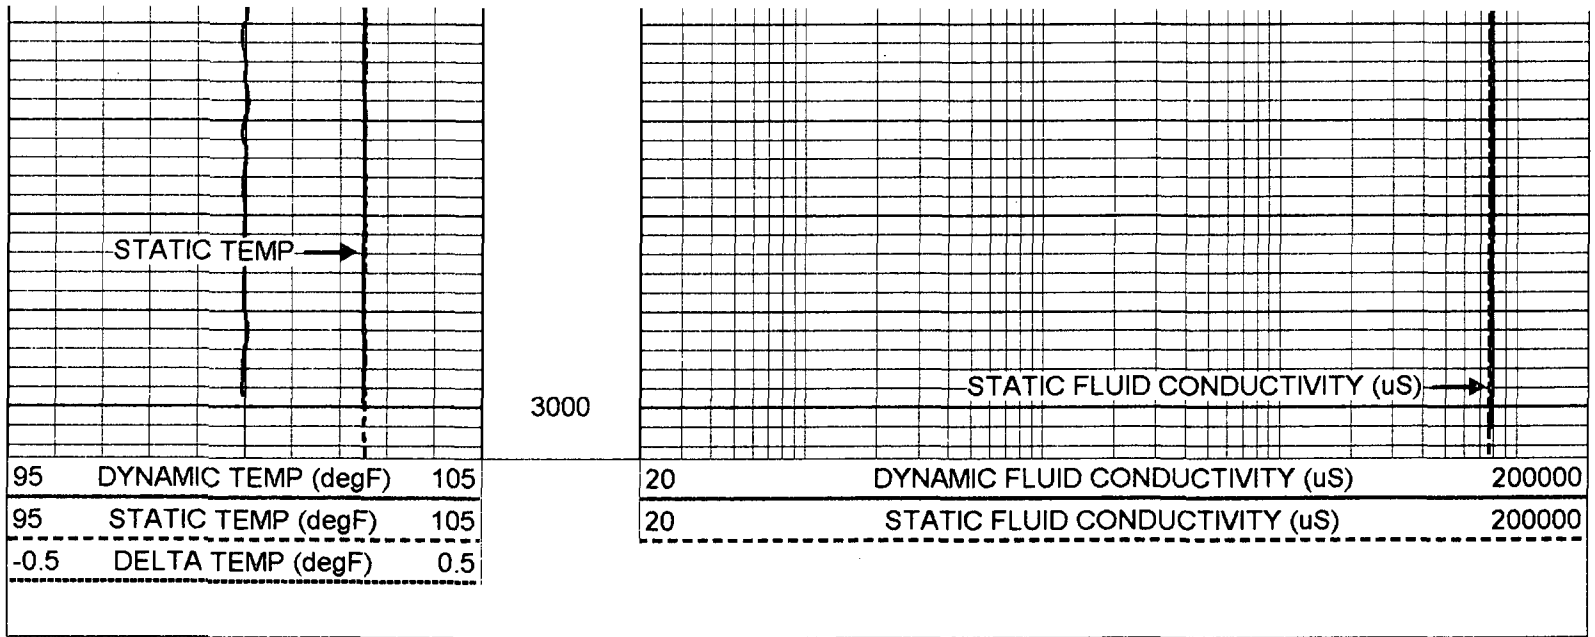 STATIC TEMP
STATIC FLUID CONDUCTIVITY (uS)
3000
95 DYNAMIC TEMP (degF) 105
20 DYNAMIC FLUID CONDUCTIVITY (uS) 200000
95 STATIC TEMP (degF) 105
20 STATIC FLUID CONDUCTIVITY (uS) 200000
-0.5 DELTA TEMP (degF) 0.5